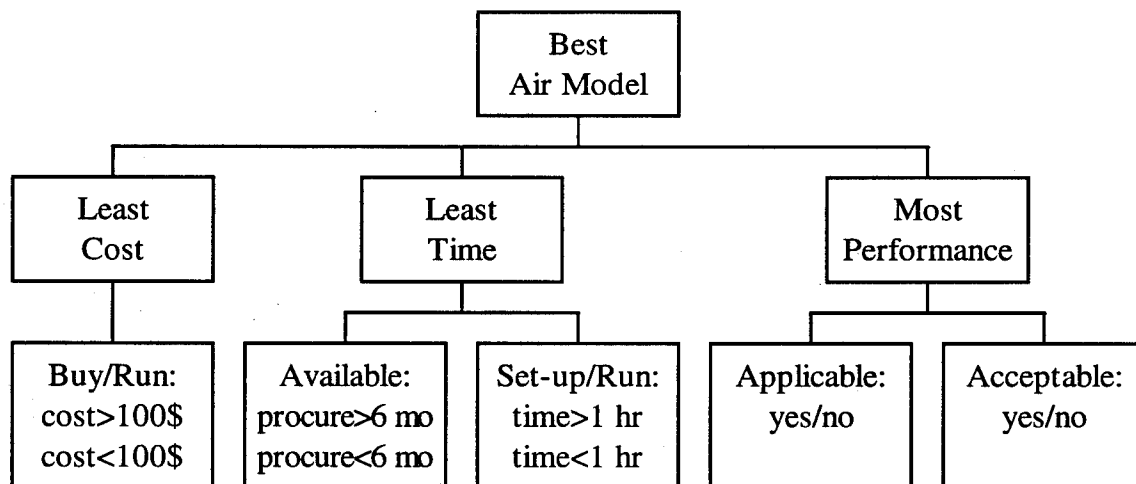 Best
Air Model
Least
Cost
Least
Time
Most
Performance
Buy/Run:
cost>100$
cost<100$
Available:
procure>6 mo
procure<6 mo
Set-up/Run:
time>1 hr
time<1 hr
Applicable:
yes/no
Acceptable:
yes/no